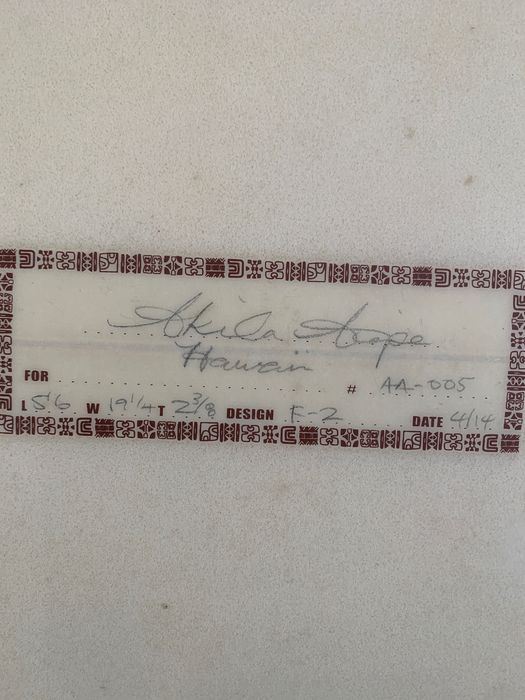 Akila Aipa
Hawaii
FOR # AA-005
L 5'6 W 19 1/4 T 2 3/8 DESIGN F-2 DATE 4/14